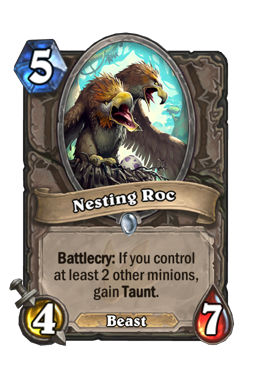 5
Nesting Roc
Battlecry: If you control
at least 2 other minions,
gain Taunt.
4
Beast
7